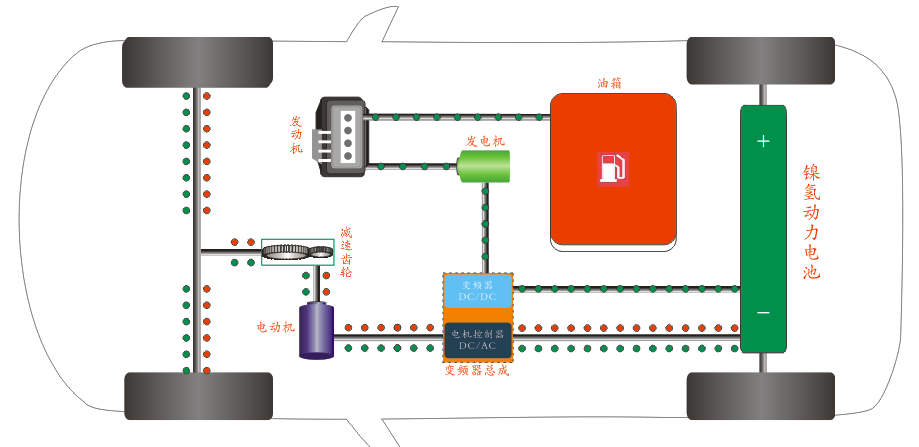 油箱
发动机
发电机
+
镍氢动力电池
减速齿轮
变频器
DC/DC
－
电动机
电机控制器
DC/AC
变频器总成